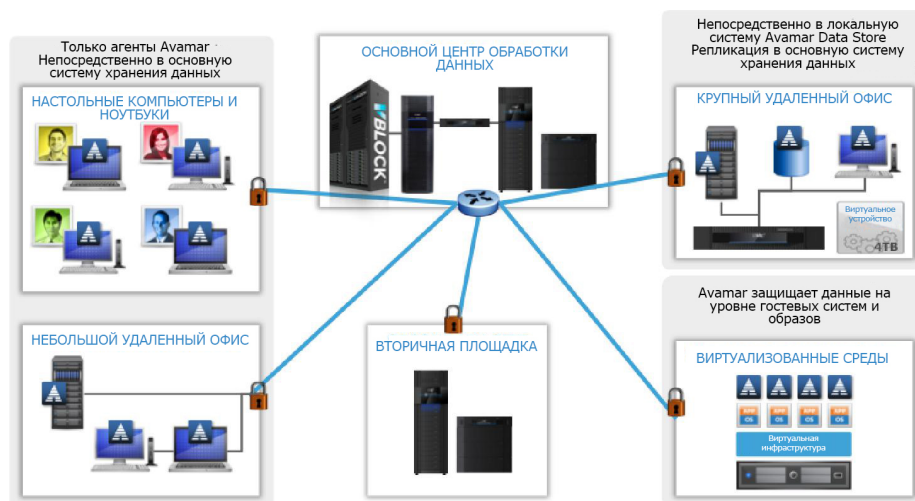 Только агенты Avamar
Непосредственно в основную
систему хранения данных
НАСТОЛЬНЫЕ КОМПЬЮТЕРЫ И
НОУТБУКИ
НЕБОЛЬШОЙ УДАЛЕННЫЙ ОФИС
ОСНОВНОЙ ЦЕНТР ОБРАБОТКИ
ДАННЫХ
VBLOCK
ВТОРИЧНАЯ ПЛОЩАДКА
Непосредственно в локальную
систему Avamar Data Store
Репликация в основную систему
хранения данных
КРУПНЫЙ УДАЛЕННЫЙ ОФИС
Виртуальное
устройство
4TB
Avamar защищает данные на
уровне гостевых систем и
образов
ВИРТУАЛИЗОВАННЫЕ СРЕДЫ
APP APP APP APP
OS OS OS OS
Виртуальная
инфраструктура